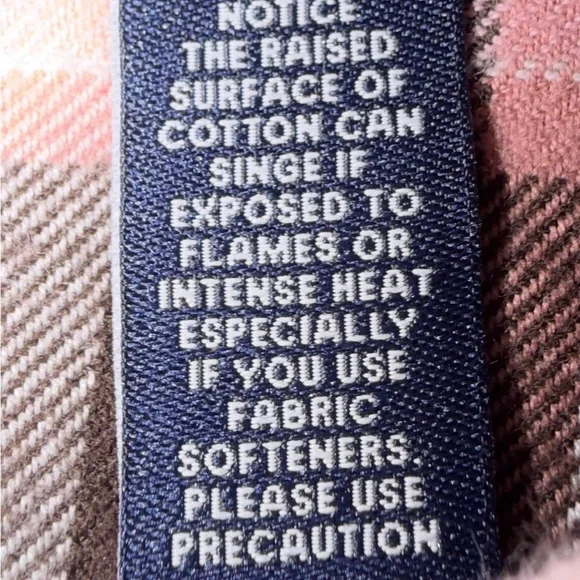 NOTICE
THE RAISED
SURFACE OF
COTTON CAN
SINGE IF
EXPOSED TO
FLAMES OR
INTENSE HEAT
ESPECIALLY
IF YOU USE
FABRIC
SOFTENERS.
PLEASE USE
PRECAUTION